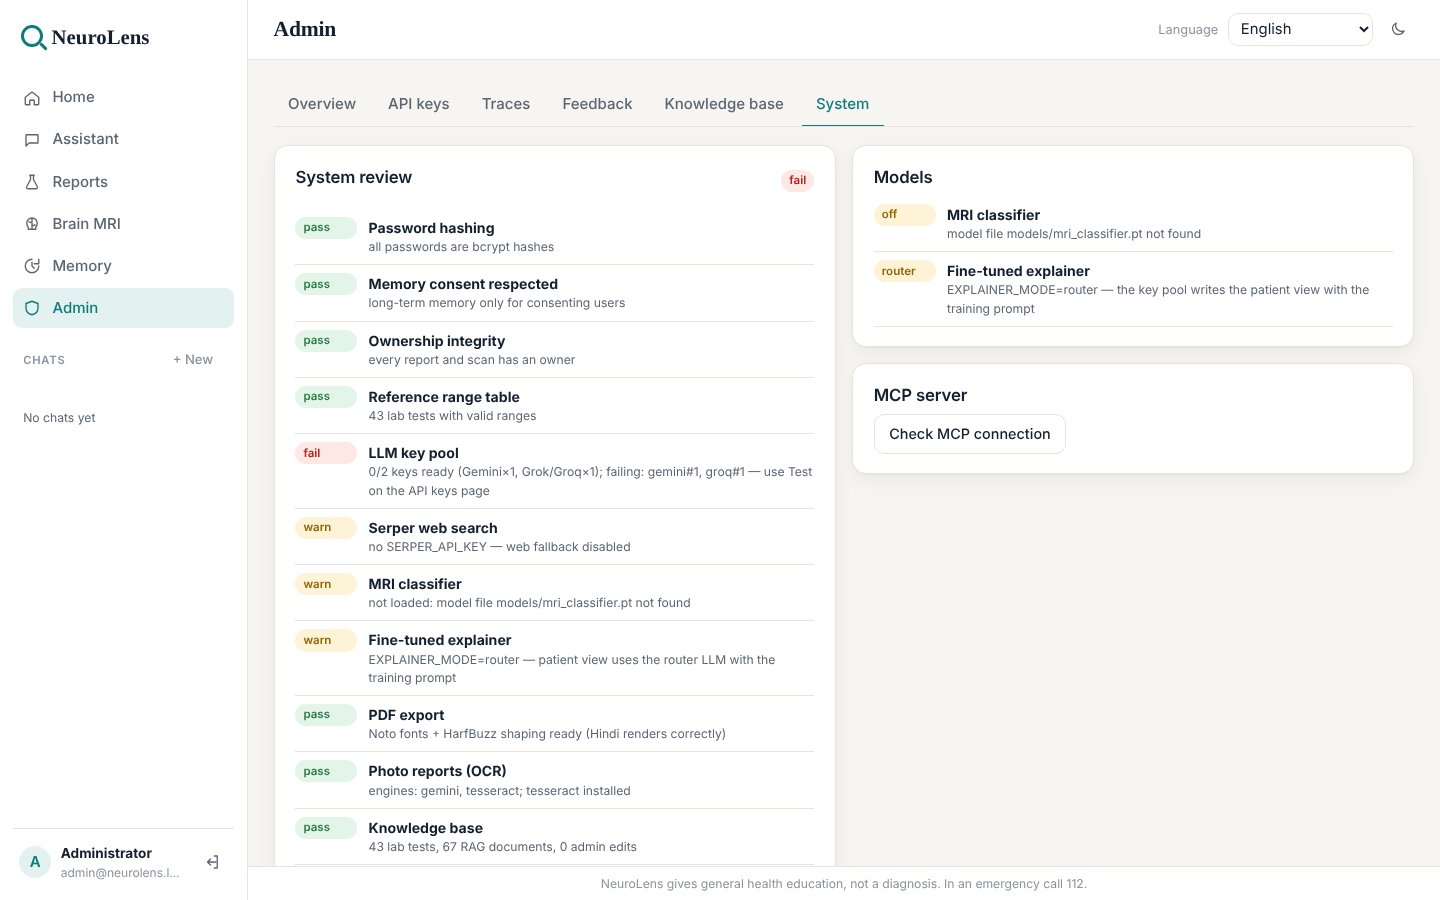 NeuroLens
Home
Assistant
Reports
Brain MRI
Memory
Admin
CHATS
+ New
No chats yet
A
Administrator
admin@neurolens.l...
Admin
Language
English
Overview
API keys
Traces
Feedback
Knowledge base
System
System review
fail
pass
Password hashing
all passwords are bcrypt hashes
pass
Memory consent respected
long-term memory only for consenting users
pass
Ownership integrity
every report and scan has an owner
pass
Reference range table
43 lab tests with valid ranges
fail
LLM key pool
0/2 keys ready (Gemini×1, Grok/Groq×1); failing: gemini#1, groq#1 — use Test
on the API keys page
warn
Serper web search
no SERPER_API_KEY — web fallback disabled
warn
MRI classifier
not loaded: model file models/mri_classifier.pt not found
warn
Fine-tuned explainer
EXPLAINER_MODE=router — patient view uses the router LLM with the
training prompt
pass
PDF export
Noto fonts + HarfBuzz shaping ready (Hindi renders correctly)
pass
Photo reports (OCR)
engines: gemini, tesseract; tesseract installed
pass
Knowledge base
43 lab tests, 67 RAG documents, 0 admin edits
Models
off
MRI classifier
model file models/mri_classifier.pt not found
router
Fine-tuned explainer
EXPLAINER_MODE=router — the key pool writes the patient view with the
training prompt
MCP server
Check MCP connection
NeuroLens gives general health education, not a diagnosis. In an emergency call 112.